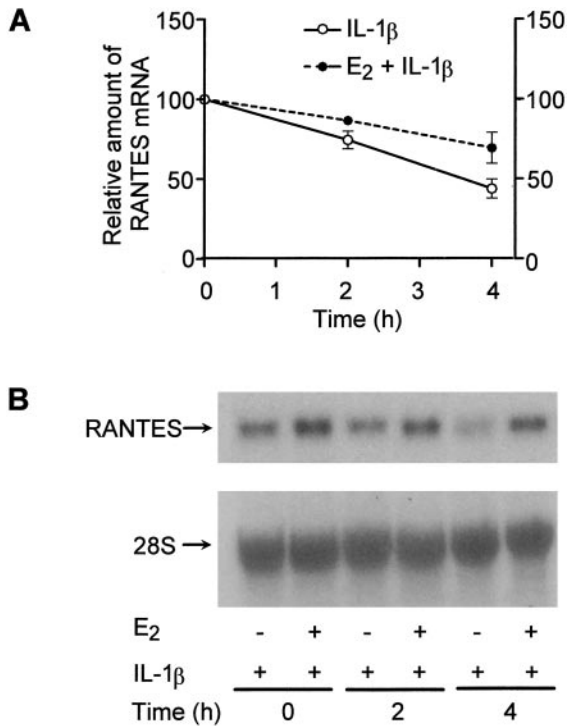 A
Relative amount of
RANTES mRNA
150
100
50
0
IL-1β
E2 + IL-1β
150
100
50
0
0 1 2 3 4
Time (h)
B
RANTES→
28S →
E2 - + - + - +
IL-1β + + + + + +
Time (h) 0 2 4